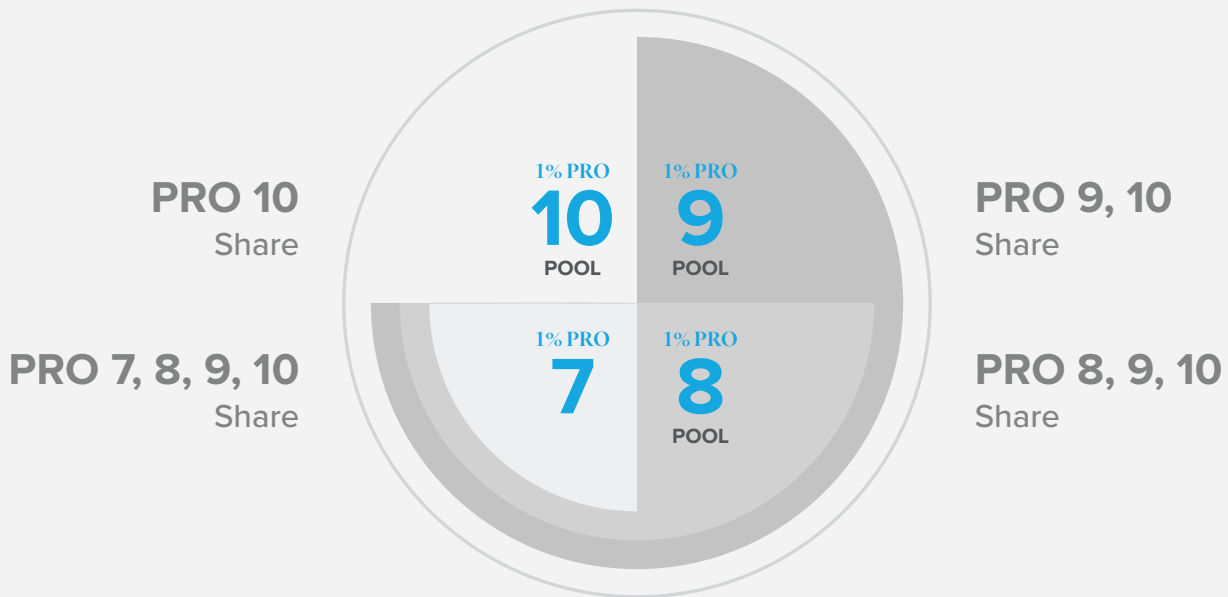 PRO 10
Share
1% PRO
10
POOL
1% PRO
9
POOL
PRO 9, 10
Share
PRO 7, 8, 9, 10
Share
1% PRO
7
1% PRO
8
POOL
PRO 8, 9, 10
Share